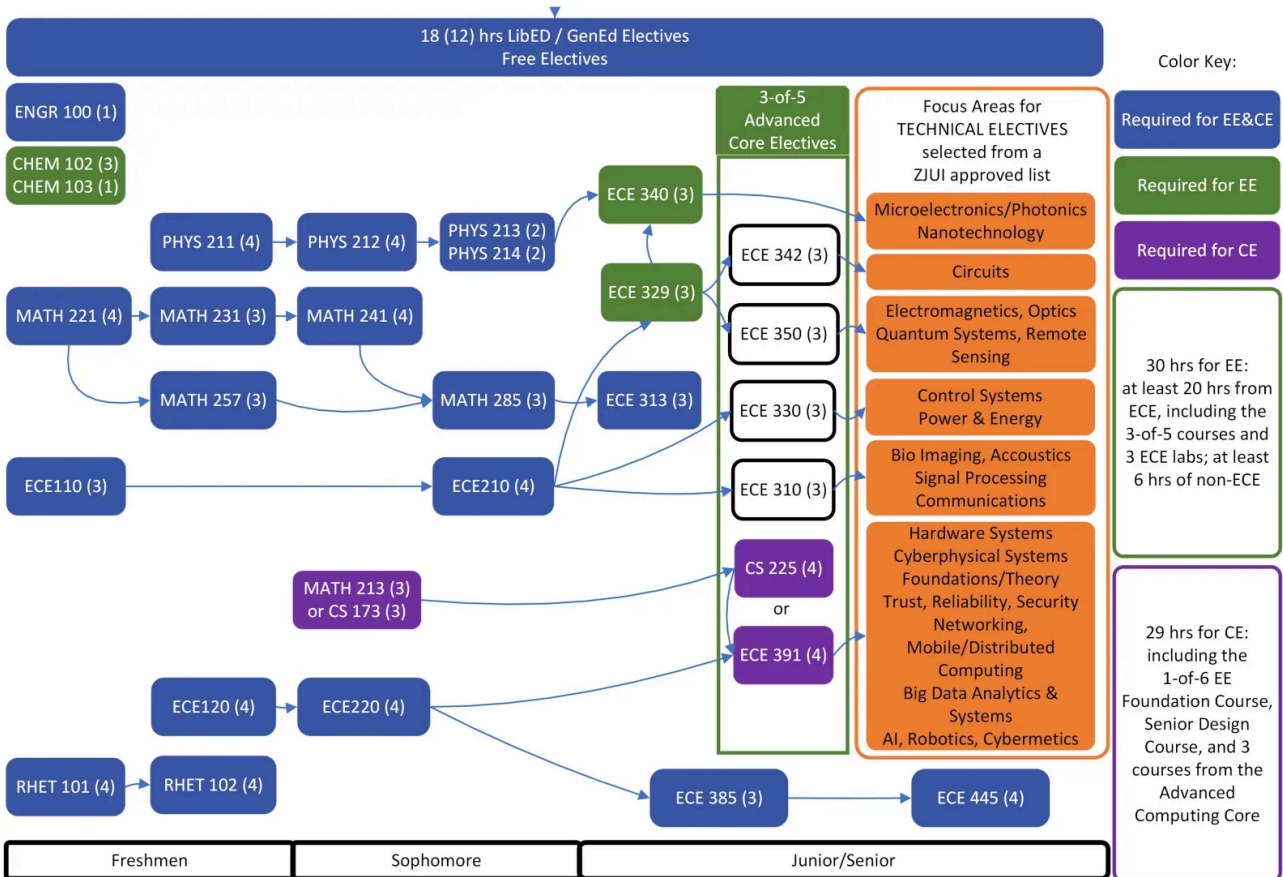 18 (12) hrs LibED / GenEd Electives
Free Electives
Color Key:
ENGR 100 (1)
CHEM 102 (3)
CHEM 103 (1)
3-of-5
Advanced
Core Electives
Focus Areas for
TECHNICAL ELECTIVES
selected from a
ZJUI approved list
Required for EE&CE
Required for EE
Required for CE
ECE 340 (3)
Microelectronics/Photonics
Nanotechnology
PHYS 211 (4)
PHYS 212 (4)
PHYS 213 (2)
PHYS 214 (2)
ECE 342 (3)
Circuits
ECE 329 (3)
MATH 221 (4)
MATH 231 (3)
MATH 241 (4)
ECE 350 (3)
Electromagnetics, Optics
Quantum Systems, Remote
Sensing
MATH 257 (3)
MATH 285 (3)
ECE 313 (3)
ECE 330 (3)
Control Systems
Power & Energy
30 hrs for EE:
at least 20 hrs from
ECE, including the
3-of-5 courses and
3 ECE labs; at least
6 hrs of non-ECE
ECE110 (3)
ECE210 (4)
ECE 310 (3)
Bio Imaging, Accoustics
Signal Processing
Communications
MATH 213 (3)
or CS 173 (3)
CS 225 (4)
or
ECE 391 (4)
Hardware Systems
Cyberphysical Systems
Foundations/Theory
Trust, Reliability, Security
Networking,
Mobile/Distributed
Computing
Big Data Analytics &
Systems
AI, Robotics, Cybermetics
29 hrs for CE:
including the
1-of-6 EE
Foundation Course,
Senior Design
Course, and 3
courses from the
Advanced
Computing Core
ECE120 (4)
ECE220 (4)
RHET 101 (4)
RHET 102 (4)
ECE 385 (3)
ECE 445 (4)
Freshmen
Sophomore
Junior/Senior